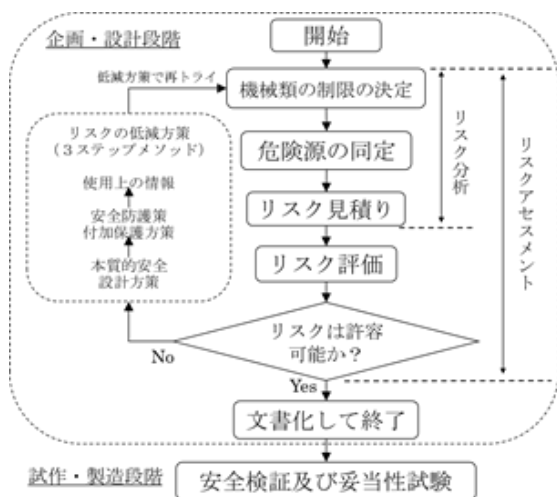 企画・設計段階
開始
低減方策で再トライ
機械類の制限の決定
リスクの低減方策
（３ステップメソッド）
使用上の情報
安全防護策
付加保護方策
本質的安全
設計方策
危険源の同定
リスク見積り
リスク分析
リスク評価
リスクアセスメント
リスクは許容
可能か？
No
Yes
文書化して終了
試作・製造段階
安全検証及び妥当性試験